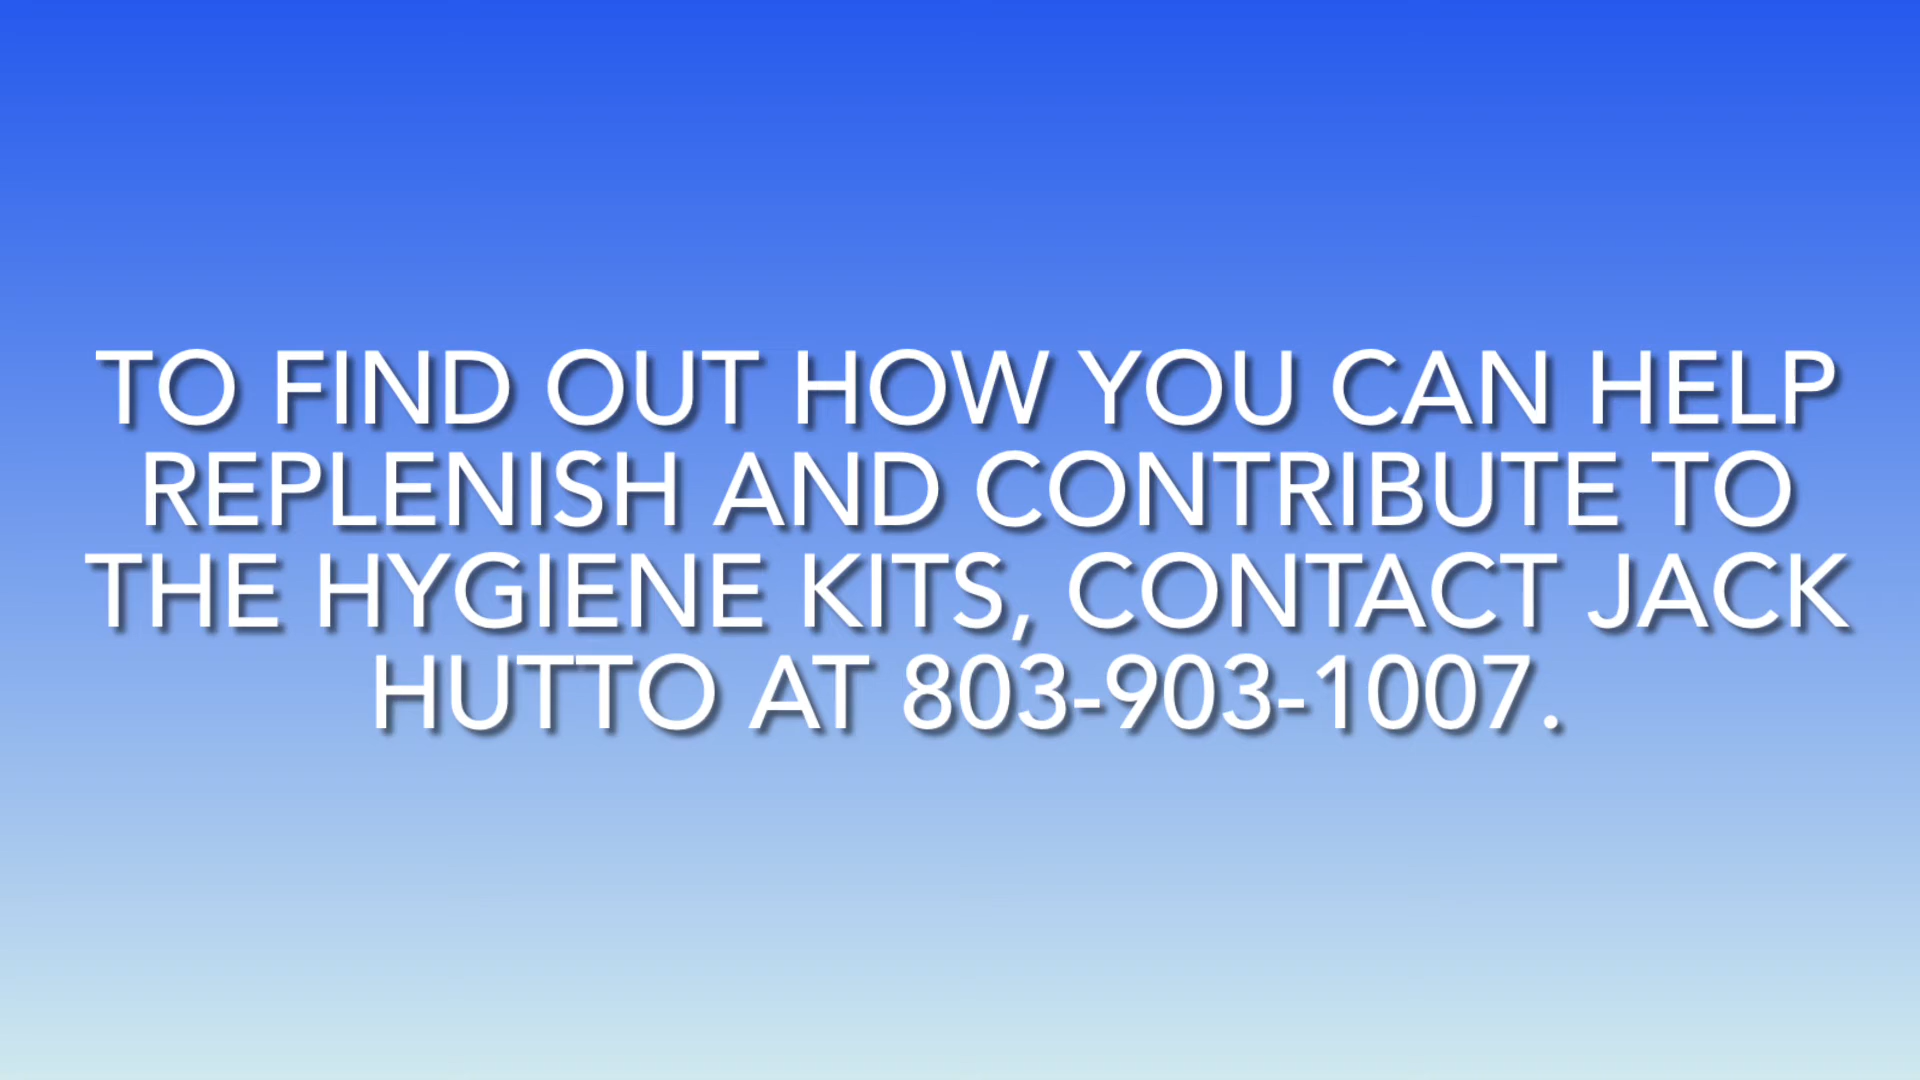 TO FIND OUT HOW YOU CAN HELP
REPLENISH AND CONTRIBUTE TO
THE HYGIENE KITS, CONTACT JACK
HUTTO AT 803-903-1007.